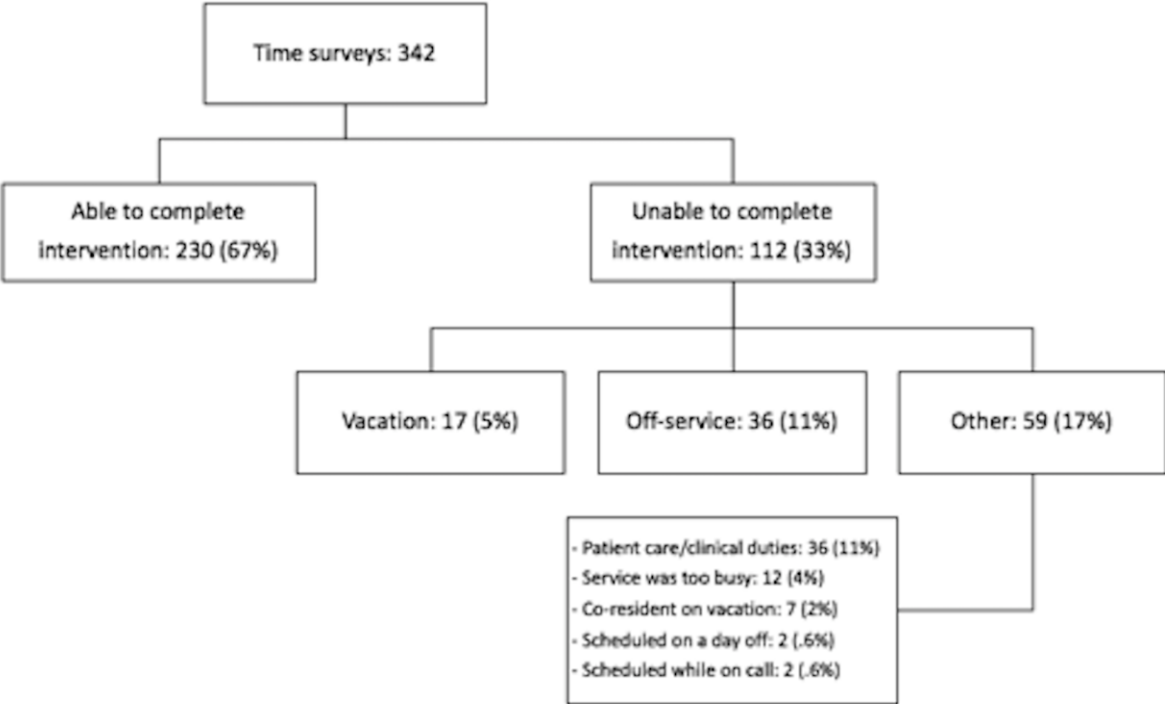 Time surveys: 342
Able to complete
intervention: 230 (67%)
Unable to complete
intervention: 112 (33%)
Vacation: 17 (5%)
Off-service: 36 (11%)
Other: 59 (17%)
- Patient care/clinical duties: 36 (11%)
- Service was too busy: 12 (4%)
- Co-resident on vacation: 7 (2%)
- Scheduled on a day off: 2 (.6%)
- Scheduled while on call: 2 (.6%)